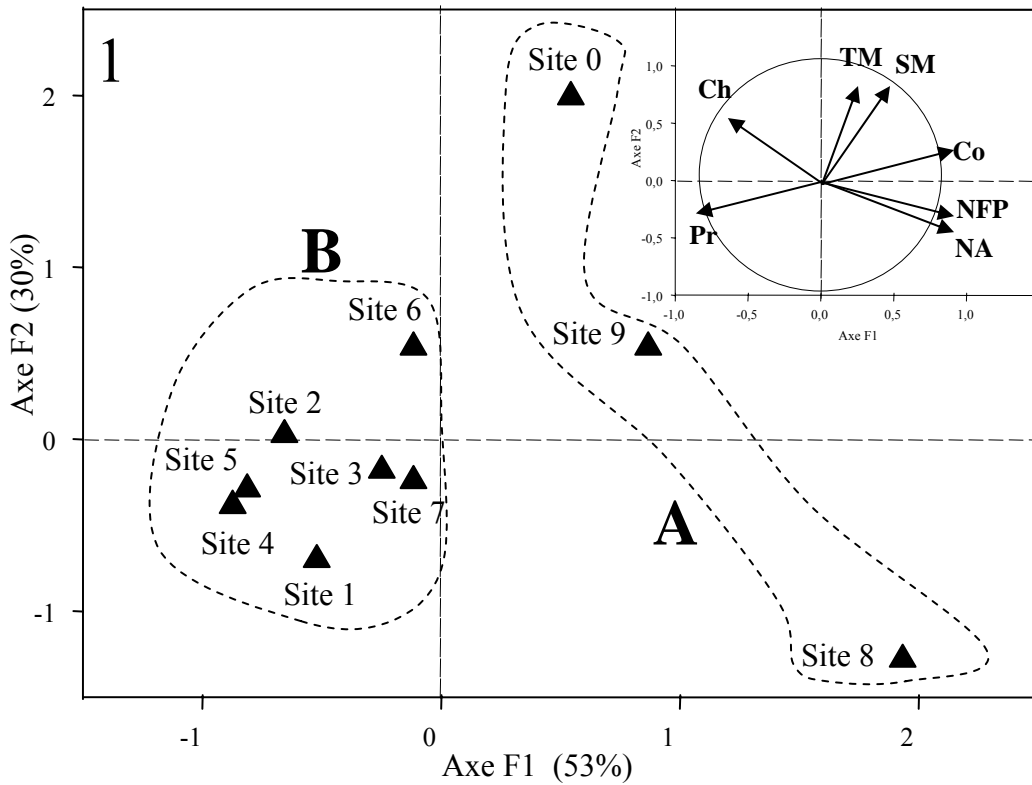 1
Site 0
B
Site 6
Site 9
Site 2
Site 5
Site 3
Site 7
Site 4
A
Site 1
Site 8
2
1
0
-1
Axe F2 (30%)
-1
0
1
2
Axe F1 (53%)
TM
SM
Ch
Co
NFP
Pr
NA
1,0
0,5
0,0
-0,5
-1,0
Axe F2
-1,0
-0,5
0,0
0,5
1,0
Axe F1